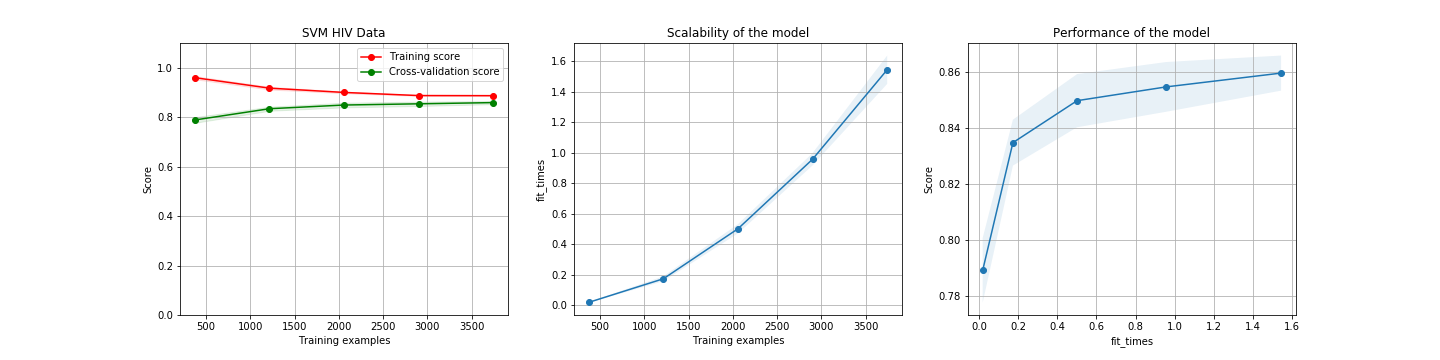 SVM HIV Data
Training score
Cross-validation score
1.0
0.8
0.6
0.4
0.2
0.0
Score
500 1000 1500 2000 2500 3000 3500
Training examples
Scalability of the model
1.6
1.4
1.2
1.0
0.8
0.6
0.4
0.2
0.0
fit_times
500 1000 1500 2000 2500 3000 3500
Training examples
Performance of the model
0.86
0.84
0.82
0.80
0.78
Score
0.0 0.2 0.4 0.6 0.8 1.0 1.2 1.4 1.6
fit_times